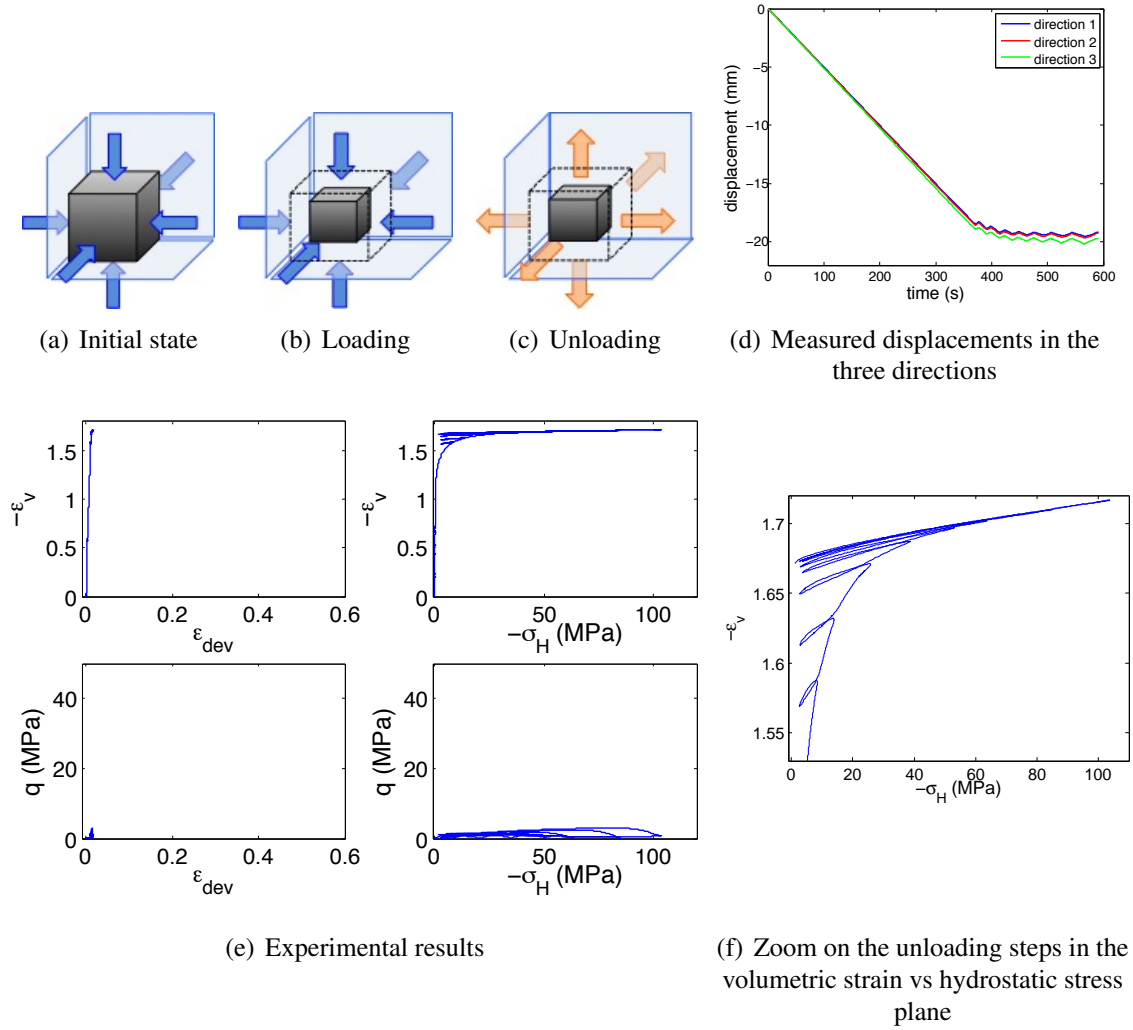 0
−5
−10
−15
−20
displacement (mm)
direction 1
direction 2
direction 3
0 100 200 300 400 500 600
time (s)
(a) Initial state
(b) Loading
(c) Unloading
(d) Measured displacements in the
three directions
1.5
1
0.5
0
−ε_v
0 0.2 0.4 0.6
ε_dev
1.5
1
0.5
0
−ε_v
0 50 100
−σ_H (MPa)
40
20
0
q (MPa)
0 0.2 0.4 0.6
ε_dev
40
20
0
q (MPa)
0 50 100
−σ_H (MPa)
1.7
1.65
1.6
1.55
−ε_v
0 20 40 60 80 100
−σ_H (MPa)
(e) Experimental results
(f) Zoom on the unloading steps in the
volumetric strain vs hydrostatic stress
plane